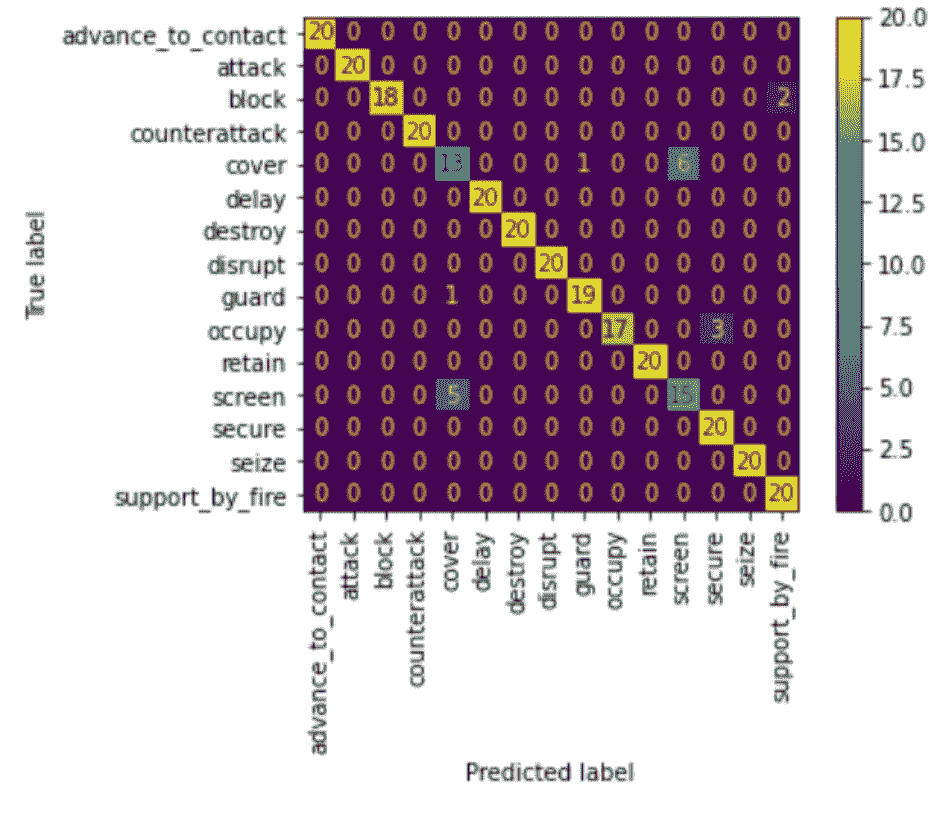 advance_to_contact 20 0 0 0 0 0 0 0 0 0 0 0 0 0 0
attack 0 20 0 0 0 0 0 0 0 0 0 0 0 0 0
block 0 0 18 0 0 0 0 0 0 0 0 0 0 0 2
counterattack 0 0 0 20 0 0 0 0 0 0 0 0 0 0 0
cover 0 0 0 0 13 0 0 0 1 0 0 6 0 0 0
delay 0 0 0 0 0 20 0 0 0 0 0 0 0 0 0
destroy 0 0 0 0 0 0 20 0 0 0 0 0 0 0 0
disrupt 0 0 0 0 0 0 0 20 0 0 0 0 0 0 0
guard 0 0 0 0 1 0 0 0 19 0 0 0 0 0 0
occupy 0 0 0 0 0 0 0 0 0 17 0 0 3 0 0
retain 0 0 0 0 0 0 0 0 0 0 20 0 0 0 0
screen 0 0 0 0 5 0 0 0 0 0 0 15 0 0 0
secure 0 0 0 0 0 0 0 0 0 0 0 0 20 0 0
seize 0 0 0 0 0 0 0 0 0 0 0 0 0 20 0
support_by_fire 0 0 0 0 0 0 0 0 0 0 0 0 0 0 20
True label
advance_to_contact
attack
block
counterattack
cover
delay
destroy
disrupt
guard
occupy
retain
screen
secure
seize
support_by_fire
Predicted label
20.0
17.5
15.0
12.5
10.0
7.5
5.0
2.5
0.0